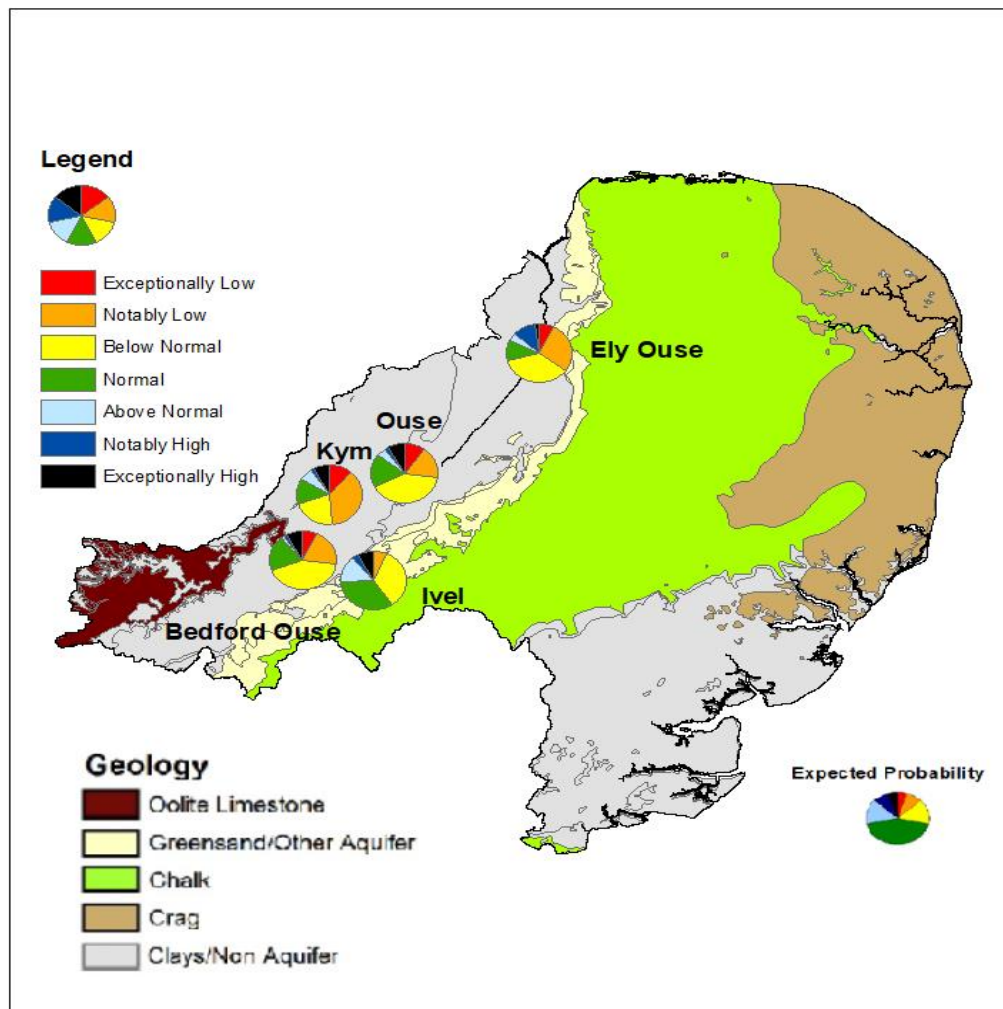 Legend
Exceptionally Low
Notably Low
Below Normal
Normal
Above Normal
Notably High
Exceptionally High
Ely Ouse
Ouse
Kym
Ivel
Bedford Ouse
Geology
Oolite Limestone
Greensand/Other Aquifer
Chalk
Crag
Clays/Non Aquifer
Expected Probability